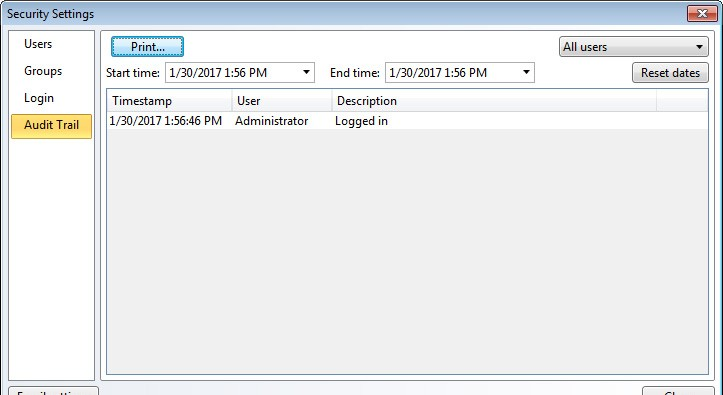 Security Settings
Users
Groups
Login
Audit Trail
Print...
All users
Start time: 1/30/2017 1:56 PM End time: 1/30/2017 1:56 PM Reset dates
Timestamp User Description
1/30/2017 1:56:46 PM Administrator Logged in